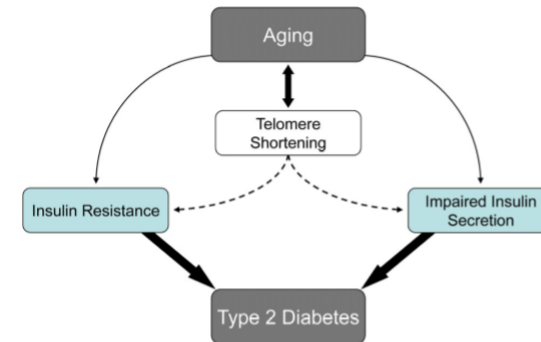 Aging
Telomere
Shortening
Insulin Resistance
Impaired Insulin
Secretion
Type 2 Diabetes